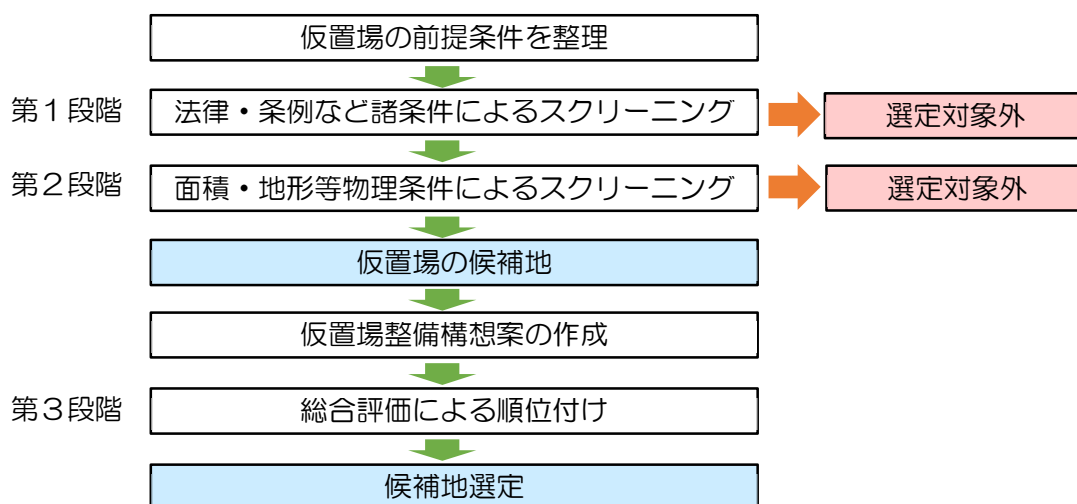 仮置場の前提条件を整理
第１段階
法律・条例など諸条件によるスクリーニング
選定対象外
第２段階
面積・地形等物理条件によるスクリーニング
選定対象外
仮置場の候補地
仮置場整備構想案の作成
第３段階
総合評価による順位付け
候補地選定